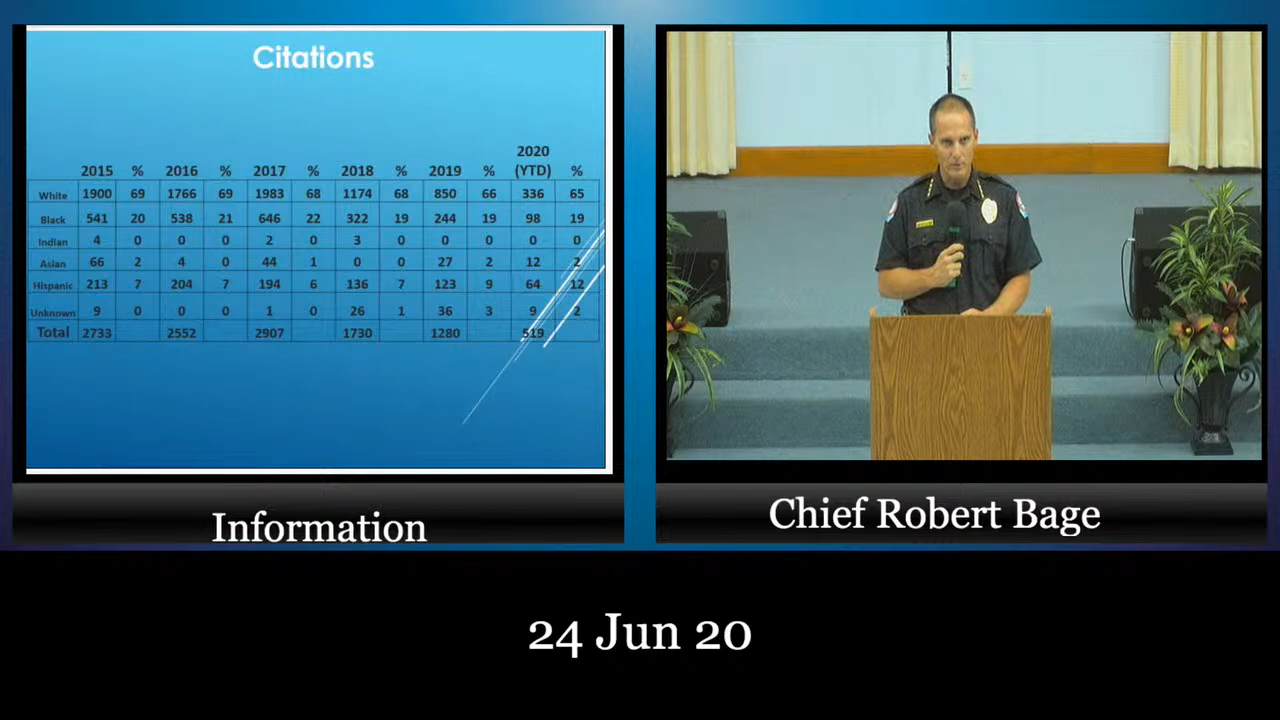 Citations
2015 % 2016 % 2017 % 2018 % 2019 % 2020 (YTD) %
White 1900 69 1766 69 1983 68 1174 68 850 66 336 65
Black 541 20 538 21 646 22 322 19 244 19 98 19
Indian 4 0 0 0 2 0 3 0 0 0 0 0
Asian 66 2 4 0 44 1 0 0 27 2 12 2
Hispanic 213 7 204 7 194 6 136 7 123 9 64 12
Unknown 9 0 0 0 1 0 26 1 36 3 9 2
Total 2733 2552 2907 1730 1280 519
Information
Chief Robert Bage
24 Jun 20